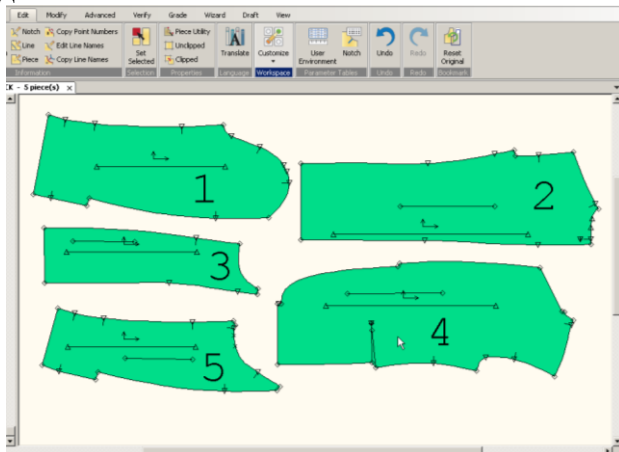 Edit Modify Advanced Verify Grade Wizard Draft View
Notch Copy Point Numbers
Line Edit Line Names
Piece Copy Line Names
Set Selected
Piece Utility
Unclipped
Clipped
Translate
Customize
User Environment
Notch
Undo
Redo
Reset Original
Information Selection Properties Language Workspace Parameter Tables Undo Redo Bookmark
CK - 5 piece(s) x
1
2
3
4
5